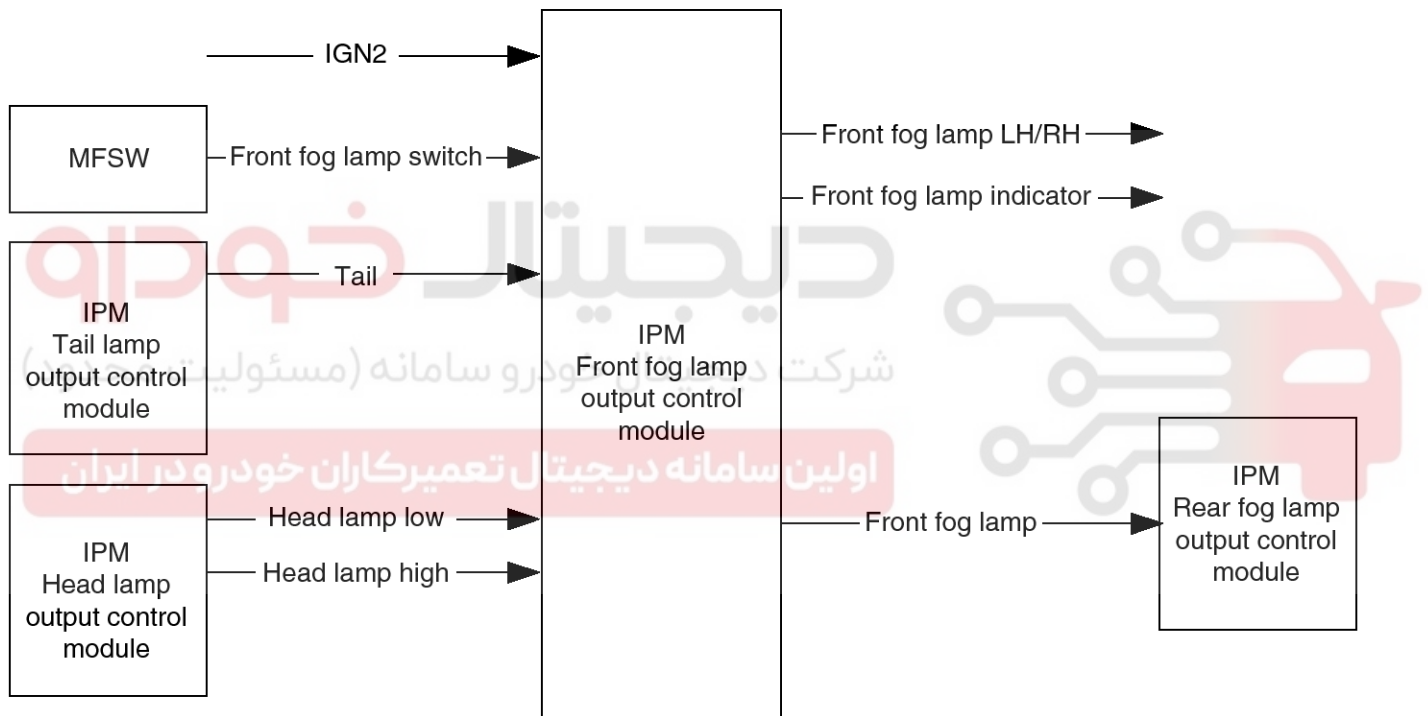 IGN2
MFSW
Front fog lamp switch
Front fog lamp LH/RH
Front fog lamp indicator
Tail
IPM
Tail lamp
output control
module
IPM
Front fog lamp
output control
module
IPM
Head lamp
output control
module
Head lamp low
Head lamp high
Front fog lamp
IPM
Rear fog lamp
output control
module
دیجیتال خودرو
شرکت دیجیتال خودرو سامانه (مسئولیت محدود)
اولین سامانه دیجیتال تعمیرکاران خودرو در ایران